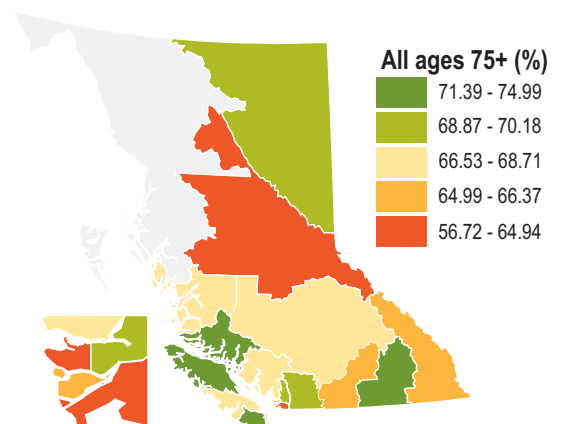 All ages 75+ (%)
71.39 - 74.99
68.87 - 70.18
66.53 - 68.71
64.99 - 66.37
56.72 - 64.94